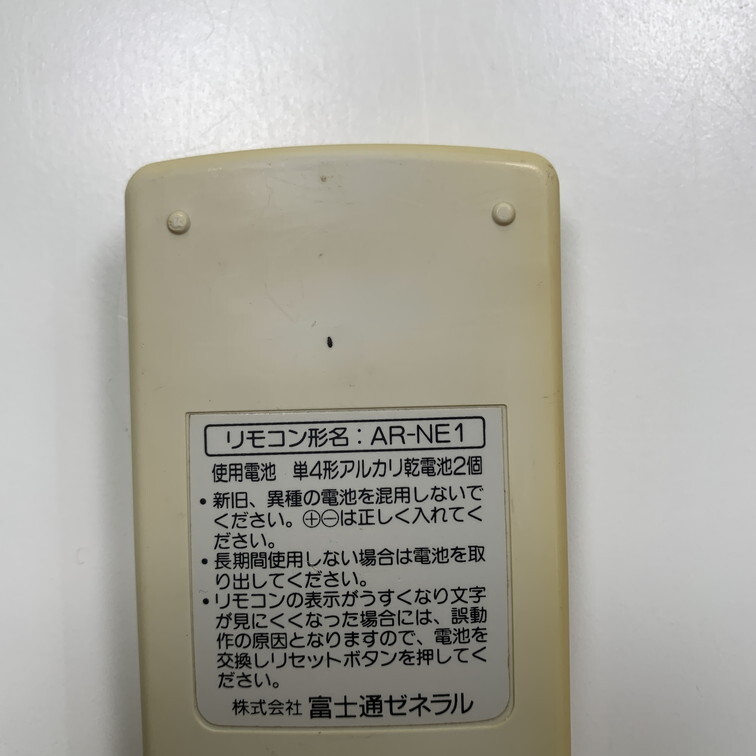 リモコン形名：AR-NE1
使用電池　単4形アルカリ乾電池2個
・新旧、異種の電池を混用しないで
ください。⊕⊖は正しく入れてく
ださい。
・長期間使用しない場合は電池を取
り出してください。
・リモコンの表示がうすくなり文字
が見にくくなった場合には、誤動
作の原因となりますので、電池を
交換しリセットボタンを押してく
ださい。
株式会社 富士通ゼネラル